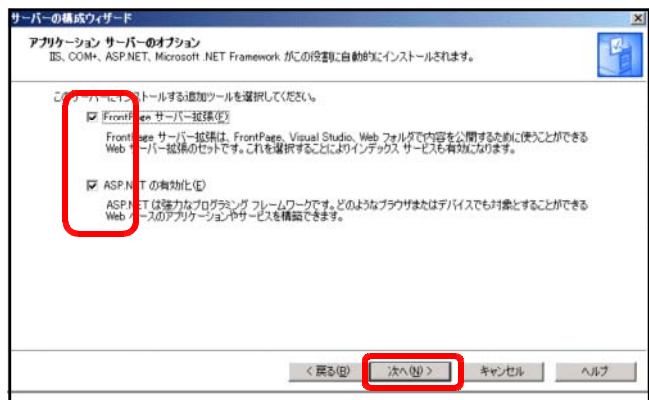 サーバーの構成ウィザード
アプリケーション サーバーのオプション
IIS、COM+、ASP.NET、Microsoft .NET Framework がこの役割に自動的にインストールされます。
このサーバーにインストールする追加ツールを選択してください。
FrontPage サーバー拡張(F)
FrontPage サーバー拡張は、FrontPage、Visual Studio、Web フォルダで内容を公開するために使うことができる
Web サーバー拡張のセットです。これを選択することによりインデックス サービスも有効になります。
ASP.NET の有効化(E)
ASP.NET は強力なプログラミング フレームワークです。どのようなブラウザまたはデバイスでも対象とすることができる
Web ベースのアプリケーションやサービスを構築できます。
< 戻る(B) 次へ(N) > キャンセル ヘルプ